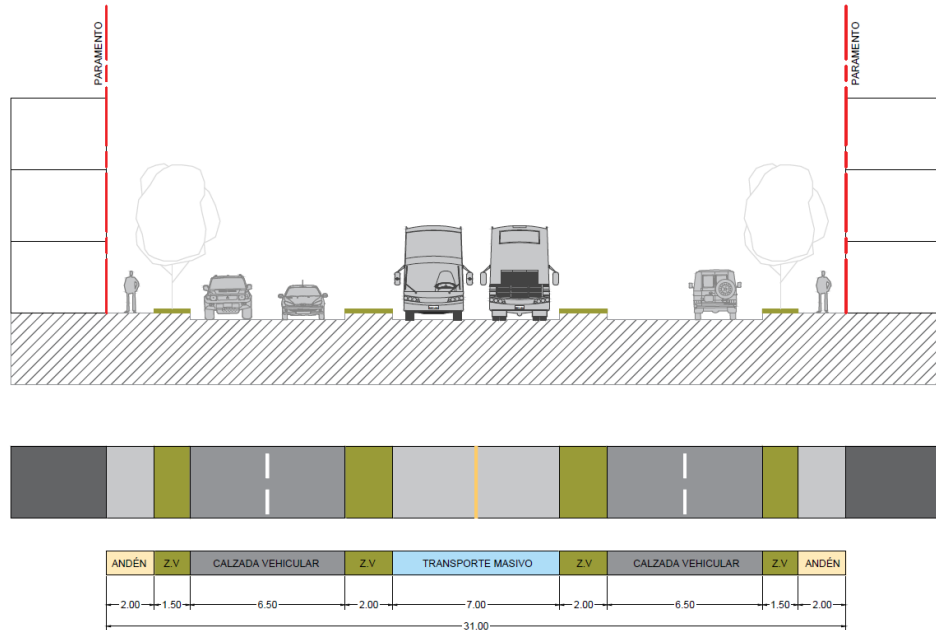 PARAMENTO
PARAMENTO
ANDÉN Z.V CALZADA VEHICULAR Z.V TRANSPORTE MASIVO Z.V CALZADA VEHICULAR Z.V ANDÉN
2.00 1.50 6.50 2.00 7.00 2.00 6.50 1.50 2.00
31.00